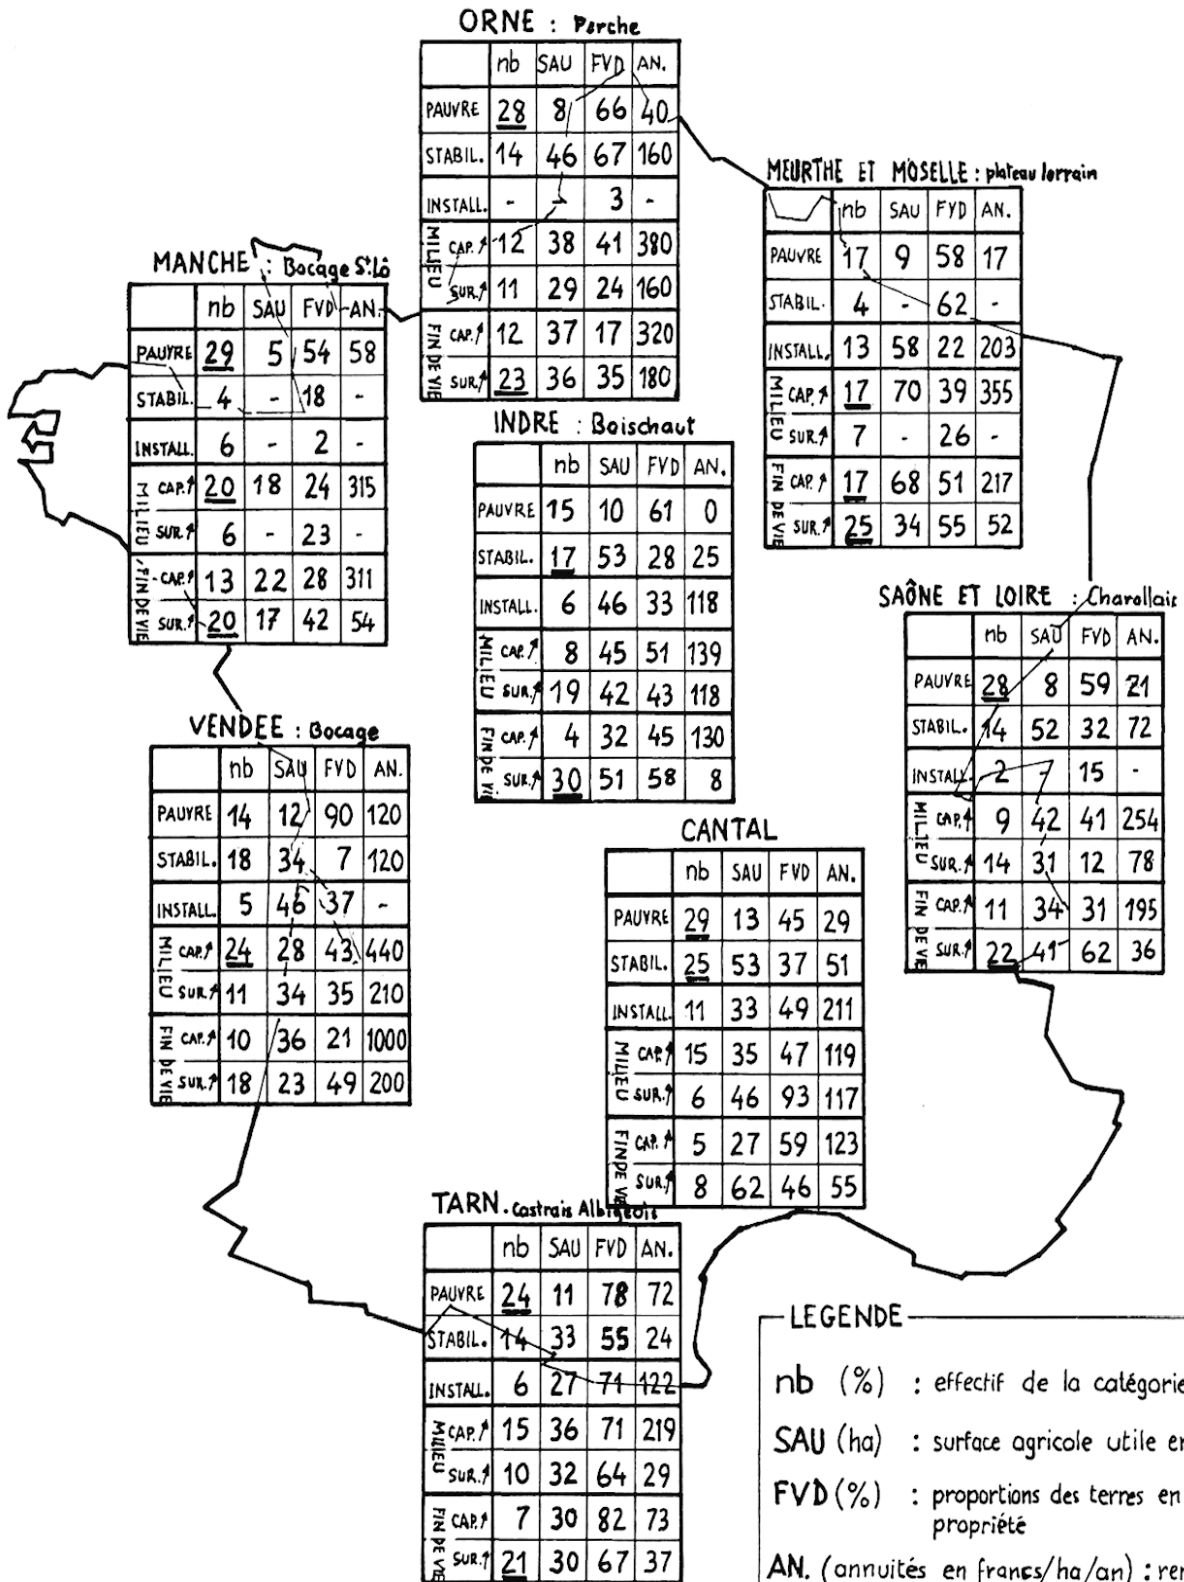 ORNE : Perche
nb SAU FVD AN.
PAUVRE 28 8 66 40
STABIL. 14 46 67 160
INSTALL. - - 3 -
MILIEU CAP.↑ 12 38 41 380
SUR.↑ 11 29 24 160
FIN DE VIE CAP.↑ 12 37 17 320
SUR.↑ 23 36 35 180
MEURTHE ET MOSELLE : plateau lorrain
nb SAU FVD AN.
PAUVRE 17 9 58 17
STABIL. 4 - 62 -
INSTALL. 13 58 22 203
MILIEU CAP.↑ 17 70 39 355
SUR.↑ 7 - 26 -
FIN DE VIE CAP.↑ 17 68 51 217
SUR.↑ 25 34 55 52
MANCHE : Bocage St Lô
nb SAU FVD AN.
PAUVRE 29 5 54 58
STABIL. 4 - 18 -
INSTALL. 6 - 2 -
MILIEU CAP.↑ 20 18 24 315
SUR.↑ 6 - 23 -
FIN DE VIE CAP.↑ 13 22 28 311
SUR.↑ 20 17 42 54
INDRE : Boischaut
nb SAU FVD AN.
PAUVRE 15 10 61 0
STABIL. 17 53 28 25
INSTALL. 6 46 33 118
MILIEU CAP.↑ 8 45 51 139
SUR.↑ 19 42 43 118
FIN DE VIE CAP.↑ 4 32 45 130
SUR.↑ 30 51 58 8
SAÔNE ET LOIRE : Charollais
nb SAU FVD AN.
PAUVRE 28 8 59 21
STABIL. 14 52 32 72
INSTALL. 2 - 15 -
MILIEU CAP.↑ 9 42 41 254
SUR.↑ 14 31 12 78
FIN DE VIE CAP.↑ 11 34 31 195
SUR.↑ 22 41 62 36
VENDEE : Bocage
nb SAU FVD AN.
PAUVRE 14 12 90 120
STABIL. 18 34 7 120
INSTALL. 5 46 37 -
MILIEU CAP.↑ 24 28 43 440
SUR.↑ 11 34 35 210
FIN DE VIE CAP.↑ 10 36 21 1000
SUR.↑ 18 23 49 200
CANTAL
nb SAU FVD AN.
PAUVRE 29 13 45 29
STABIL. 25 53 37 51
INSTALL. 11 33 49 211
MILIEU CAP.↑ 15 35 47 119
SUR.↑ 6 46 93 117
FIN DE VIE CAP.↑ 5 27 59 123
SUR.↑ 8 62 46 55
TARN. Castrais Albigeois
nb SAU FVD AN.
PAUVRE 24 11 78 72
STABIL. 14 33 55 24
INSTALL. 6 27 71 122
MILIEU CAP.↑ 15 36 71 219
SUR.↑ 10 32 64 29
FIN DE VIE CAP.↑ 7 30 82 73
SUR.↑ 21 30 67 37
LEGENDE
nb (%) : effectif de la catégorie
SAU (ha) : surface agricole utile en
FVD (%) : proportions des terres en
propriété
AN. (annuités en francs/ha/an) : rem